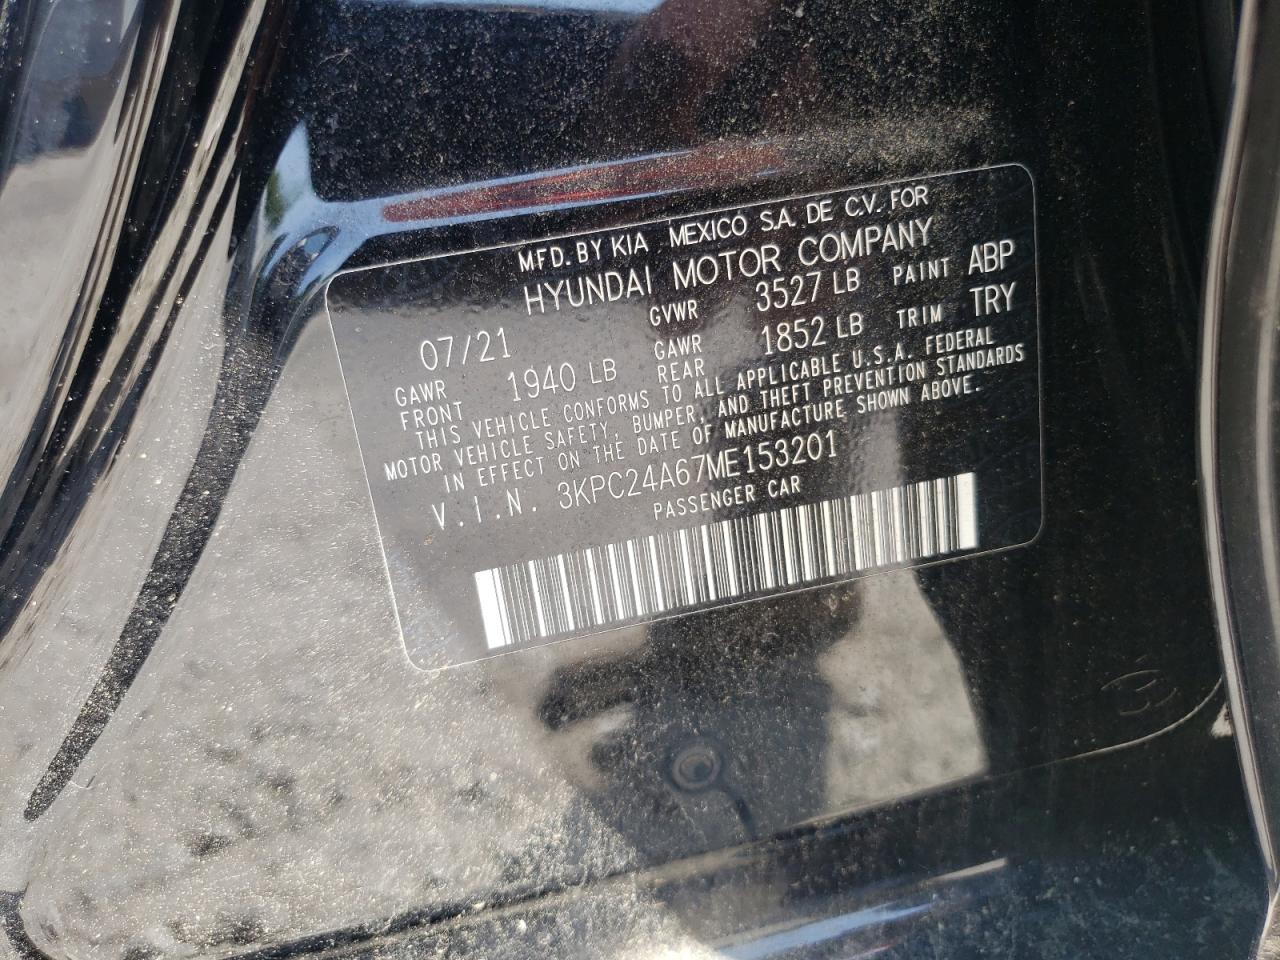 MFD. BY KIA MEXICO S.A. DE C.V. FOR
HYUNDAI MOTOR COMPANY
07/21 GVWR 3527 LB PAINT ABP
GAWR FRONT 1940 LB GAWR REAR 1852 LB TRIM TRY
THIS VEHICLE CONFORMS TO ALL APPLICABLE U.S.A. FEDERAL
MOTOR VEHICLE SAFETY, BUMPER, AND THEFT PREVENTION STANDARDS
IN EFFECT ON THE DATE OF MANUFACTURE SHOWN ABOVE.
V.I.N. 3KPC24A67ME153201
PASSENGER CAR